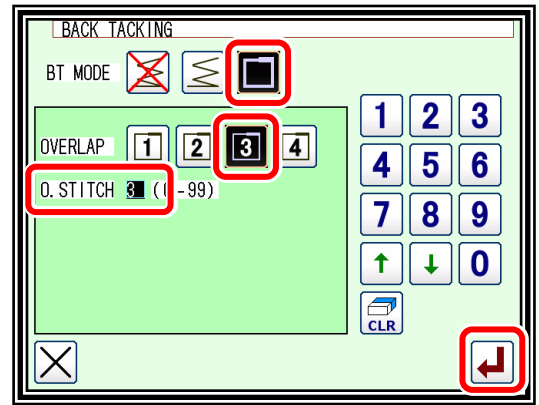 BACK TACKING
BT MODE
1 2 3
OVERLAP 1 2 3 4
4 5 6
O.STITCH 3 ( -99)
7 8 9
↑ ↓ 0
CLR